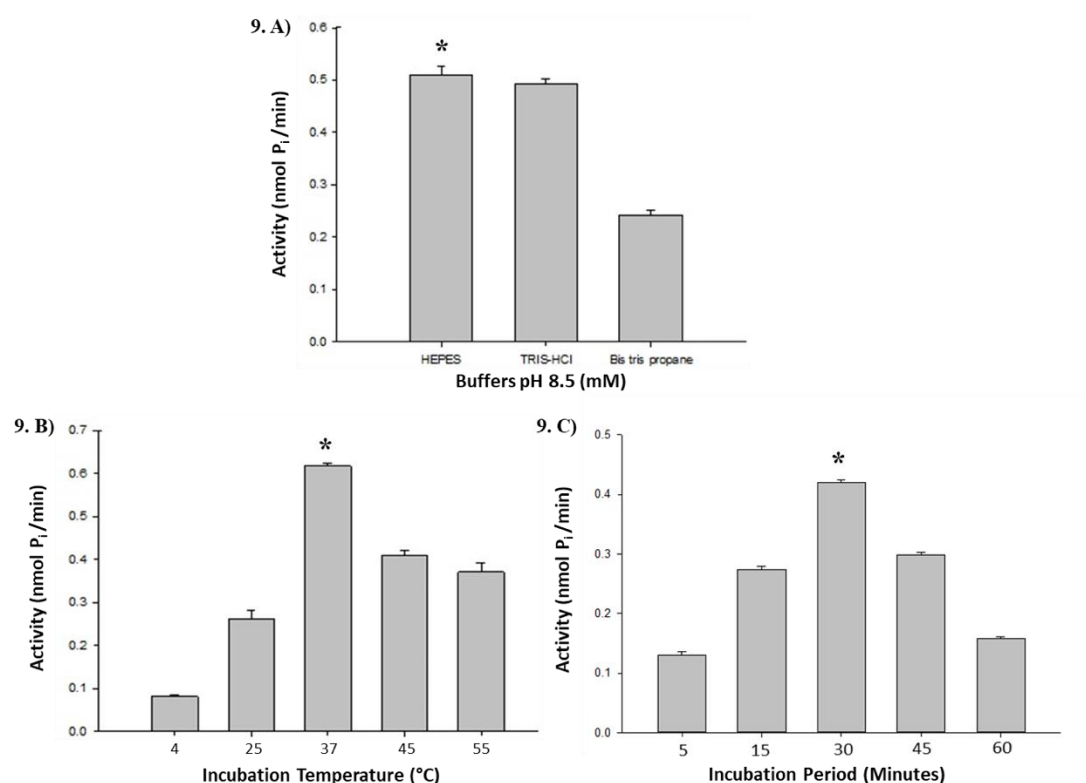 9. A)
Activity (nmol Pi /min)
0.6
0.5
0.4
0.3
0.2
0.1
0.0
*
HEPES TRIS-HCl Bis tris propane
Buffers pH 8.5 (mM)
9. B)
Activity (nmol Pi /min)
0.7
0.6
0.5
0.4
0.3
0.2
0.1
0.0
*
4 25 37 45 55
Incubation Temperature (°C)
9. C)
Activity (nmol Pi /min)
0.5
0.4
0.3
0.2
0.1
0.0
*
5 15 30 45 60
Incubation Period (Minutes)